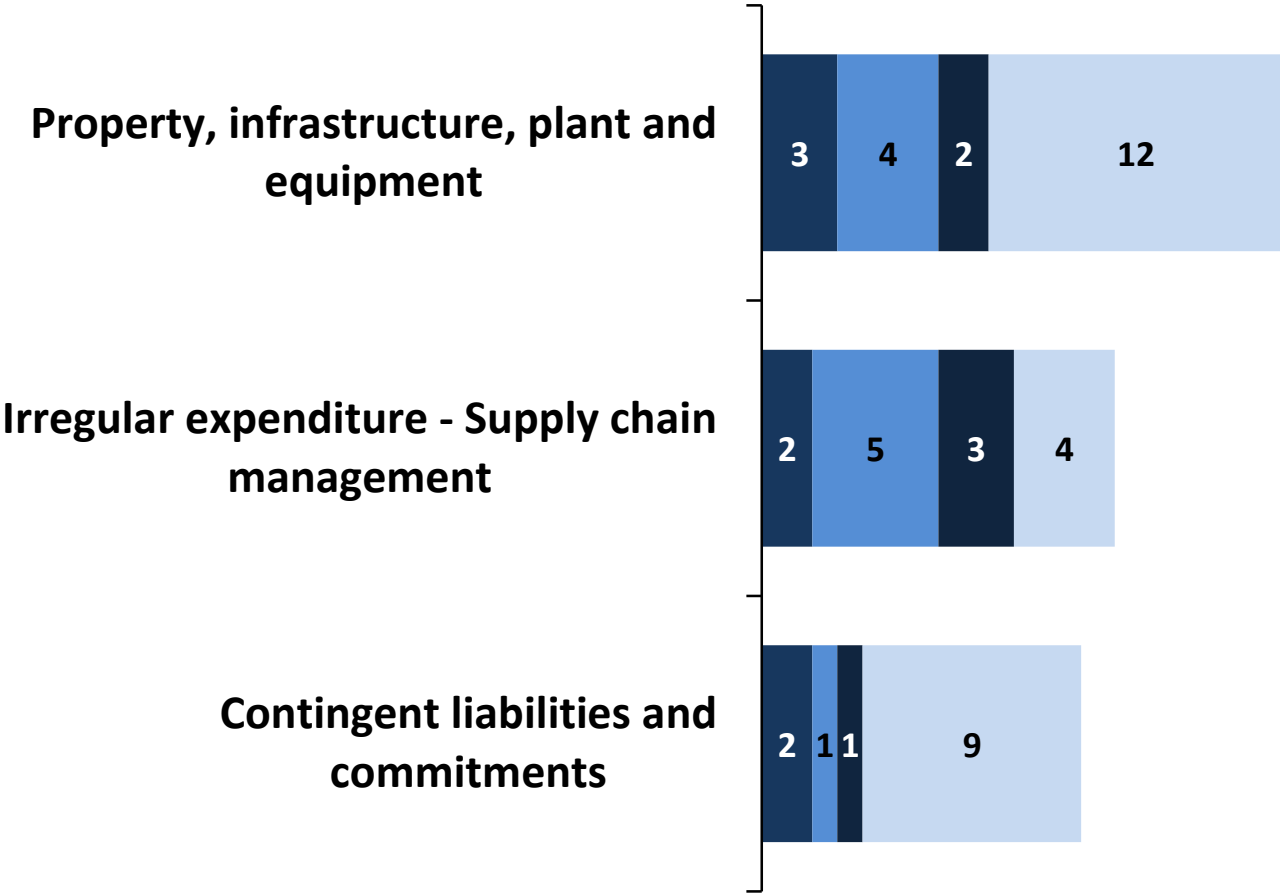 Property, infrastructure, plant and
equipment
3 4 2 12
Irregular expenditure - Supply chain
management
2 5 3 4
Contingent liabilities and
commitments
2 1 1 9